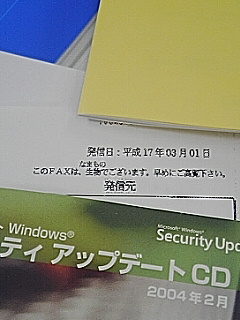 発信日：平成17年03月01日
なまもの
このFAXは、生物でございます。早めにご高覧下さい。
発信元
Windows®
Microsoft® Windows®
Security Upd
ティ アップデート CD
2004年2月